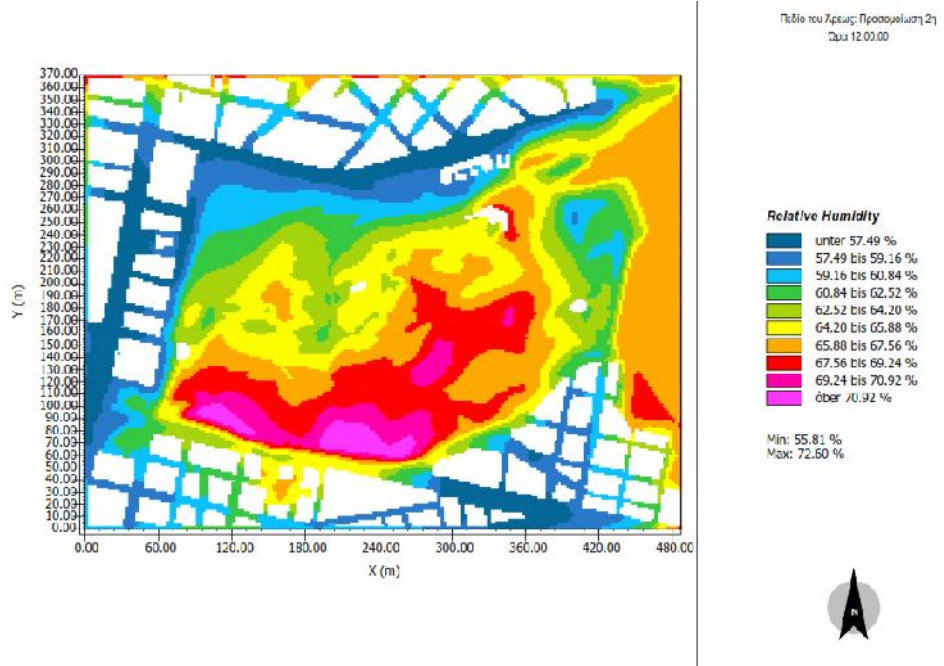 Πεδίο του Άρεως: Προσομοίωση 2η
Ώρα 12.00.00
370.00
360.00
350.00
340.00
330.00
320.00
310.00
300.00
290.00
280.00
270.00
260.00
250.00
240.00
230.00
220.00
210.00
200.00
190.00
180.00
170.00
160.00
150.00
140.00
130.00
120.00
110.00
100.00
90.00
80.00
70.00
60.00
50.00
40.00
30.00
20.00
10.00
0.00
Y (m)
0.00 60.00 120.00 180.00 240.00 300.00 360.00 420.00 480.00
X (m)
Relative Humidity
unter 57.49 %
57.49 bis 59.16 %
59.16 bis 60.84 %
60.84 bis 62.52 %
62.52 bis 64.20 %
64.20 bis 65.88 %
65.88 bis 67.56 %
67.56 bis 69.24 %
69.24 bis 70.92 %
όber 70.92 %
Min: 55.81 %
Max: 72.60 %
N